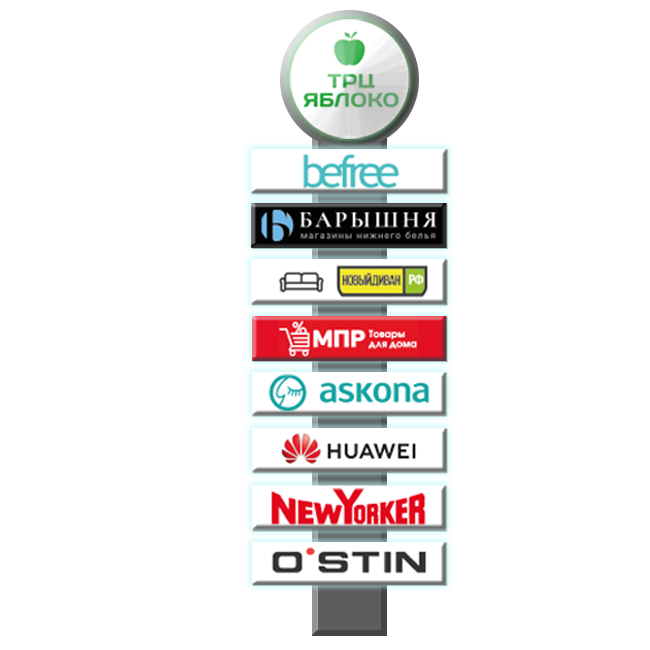 ТРЦ
ЯБЛОКО
befree
Б БАРЫШНЯ
магазины нижнего белья
НОВЫЙДИВАН РФ
МПР Товары
для дома
askona
HUAWEI
NEWYORKER
O'STIN